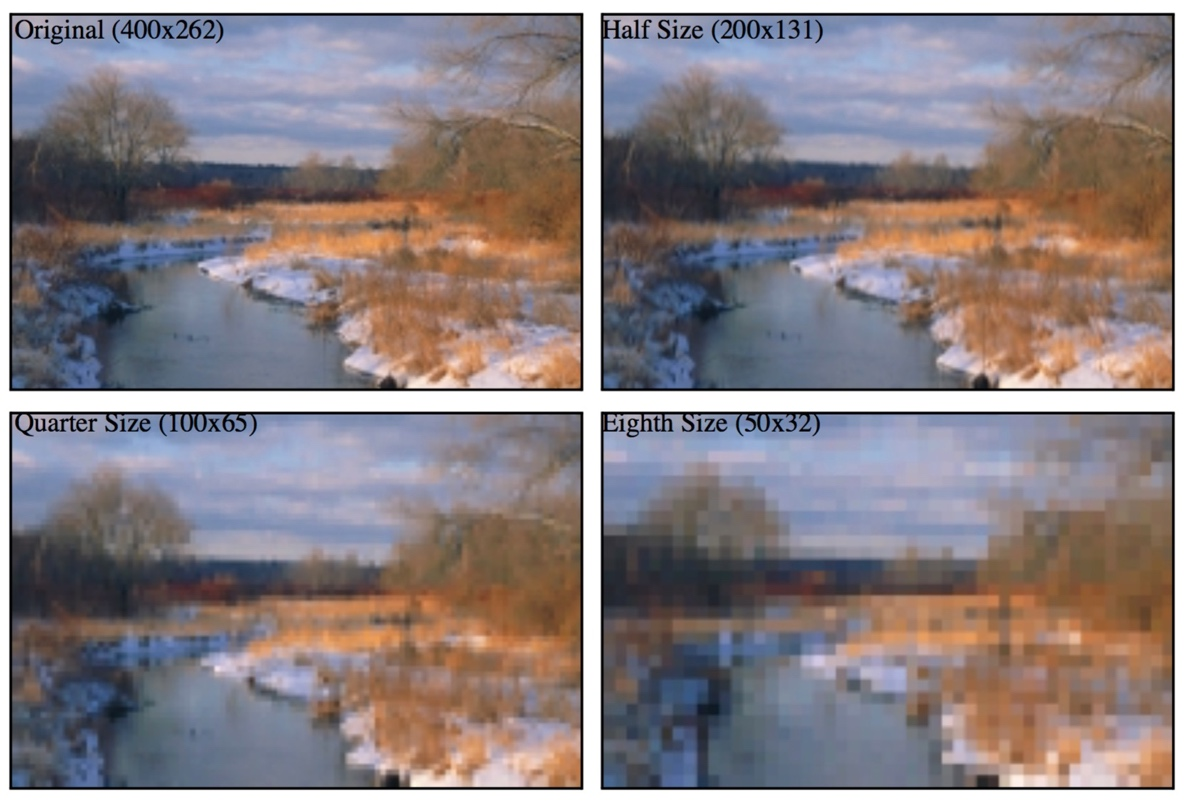 Original (400x262)
Half Size (200x131)
Quarter Size (100x65)
Eighth Size (50x32)